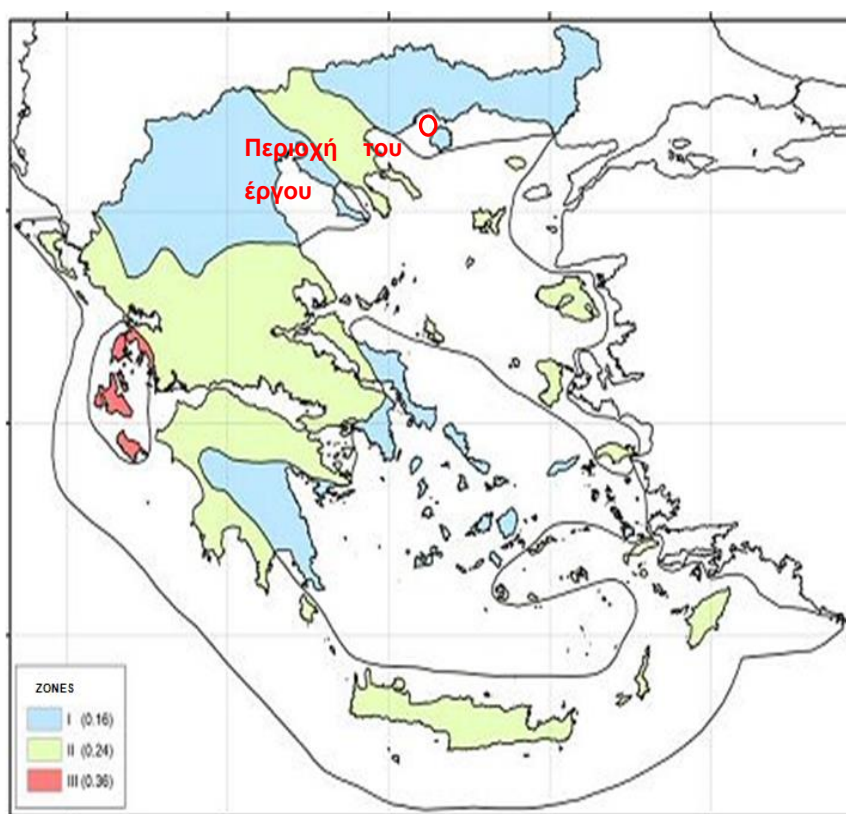 Περιοχή του
έργου
ZONES
I (0.16)
II (0.24)
III (0.36)